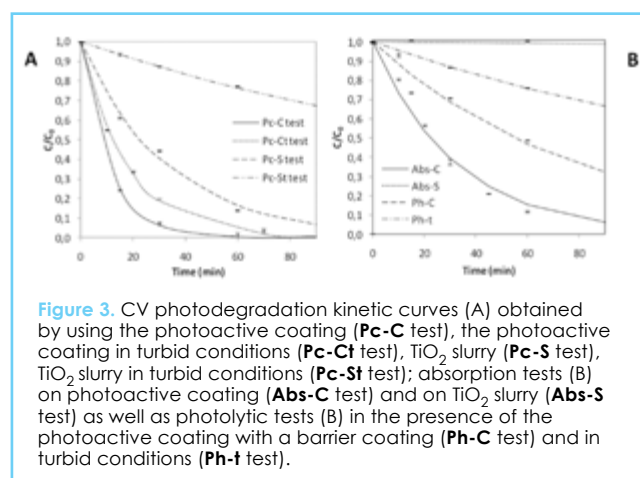 A
B
1,0
0,9
0,8
0,7
0,6
0,5
0,4
0,3
0,2
0,1
0,0
C/C₀
0 20 40 60 80
Time (min)
Pc-C test
Pc-Ct test
Pc-S test
Pc-St test
1,0
0,9
0,8
0,7
0,6
0,5
0,4
0,3
0,2
0,1
0,0
C/C₀
0 20 40 60 80
Time (min)
Abs-C
Abs-S
Ph-C
Ph-t
Figure 3. CV photodegradation kinetic curves (A) obtained
by using the photoactive coating (Pc-C test), the photoactive
coating in turbid conditions (Pc-Ct test), TiO₂ slurry (Pc-S test),
TiO₂ slurry in turbid conditions (Pc-St test); absorption tests (B)
on photoactive coating (Abs-C test) and on TiO₂ slurry (Abs-S
test) as well as photolytic tests (B) in the presence of the
photoactive coating with a barrier coating (Ph-C test) and in
turbid conditions (Ph-t test).